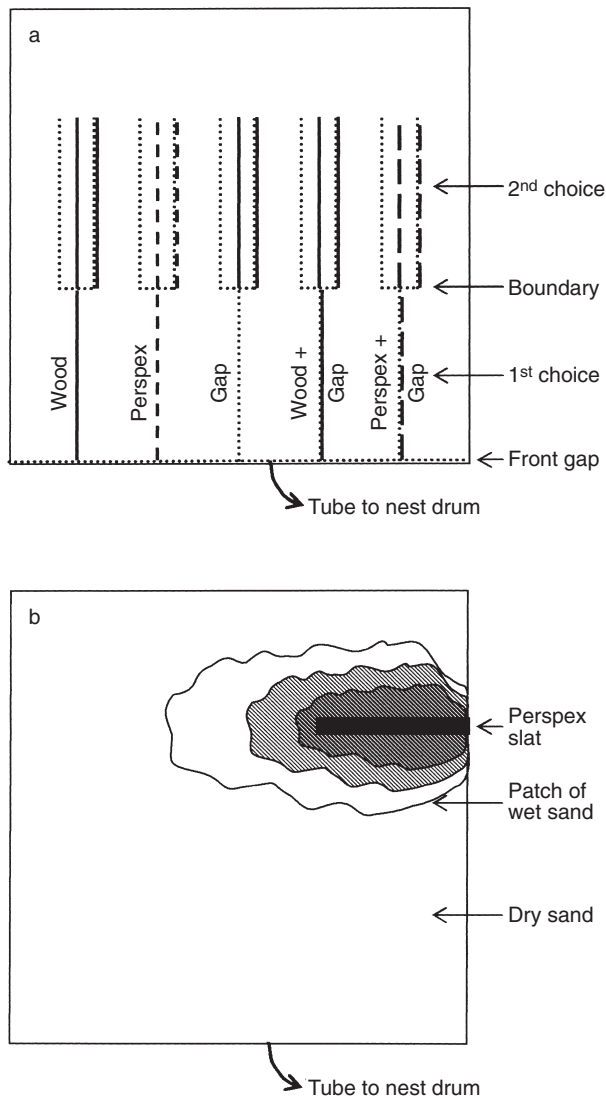 a
2nd choice
Boundary
1st choice
Front gap
Wood
Perspex
Gap
Wood +
Gap
Perspex +
Gap
Tube to nest drum
b
Perspex
slat
Patch of
wet sand
Dry sand
Tube to nest drum